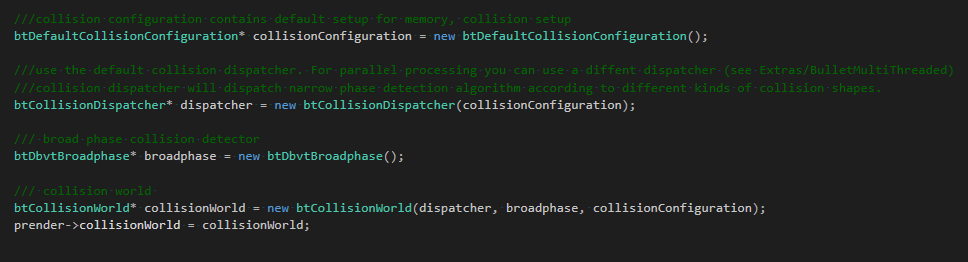 ///collision configuration contains default setup for memory, collision setup
btDefaultCollisionConfiguration* collisionConfiguration = new btDefaultCollisionConfiguration();
///use the default collision dispatcher. For parallel processing you can use a diffent dispatcher (see Extras/BulletMultiThreaded)
///collision dispatcher will dispatch narrow phase detection algorithm according to different kinds of collision shapes.
btCollisionDispatcher* dispatcher = new btCollisionDispatcher(collisionConfiguration);
/// broad phase collision detector
btDbvtBroadphase* broadphase = new btDbvtBroadphase();
/// collision world
btCollisionWorld* collisionWorld = new btCollisionWorld(dispatcher, broadphase, collisionConfiguration);
prender->collisionWorld = collisionWorld;